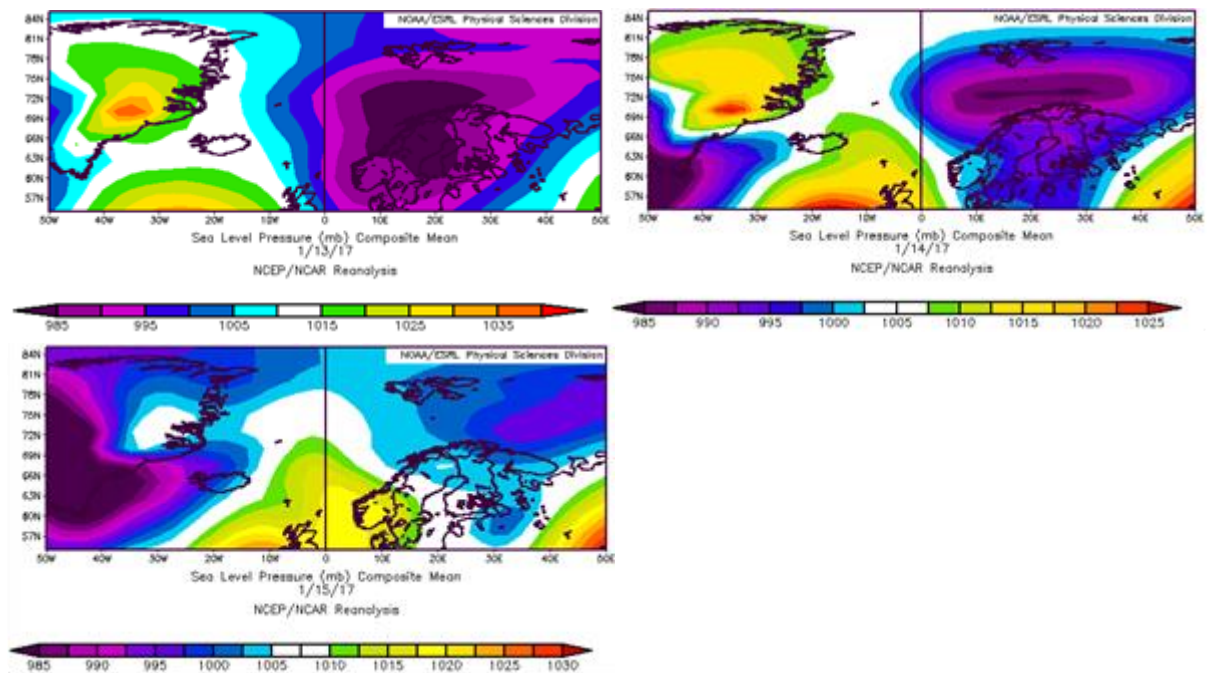 NOAA/ESRL Physical Sciences Division
84N
81N
78N
75N
72N
69N
66N
63N
60N
57N
50W 40W 30W 20W 10W 0 10E 20E 30E 40E 50E
Sea Level Pressure (mb) Composite Mean
1/13/17
NCEP/NCAR Reanalysis
985 995 1005 1015 1025 1035
NOAA/ESRL Physical Sciences Division
84N
81N
78N
75N
72N
69N
66N
63N
60N
57N
50W 40W 30W 20W 10W 0 10E 20E 30E 40E 50E
Sea Level Pressure (mb) Composite Mean
1/14/17
NCEP/NCAR Reanalysis
985 990 995 1000 1005 1010 1015 1020 1025
NOAA/ESRL Physical Sciences Division
84N
81N
78N
75N
72N
69N
66N
63N
60N
57N
50W 40W 30W 20W 10W 0 10E 20E 30E 40E 50E
Sea Level Pressure (mb) Composite Mean
1/15/17
NCEP/NCAR Reanalysis
985 990 995 1000 1005 1010 1015 1020 1025 1030